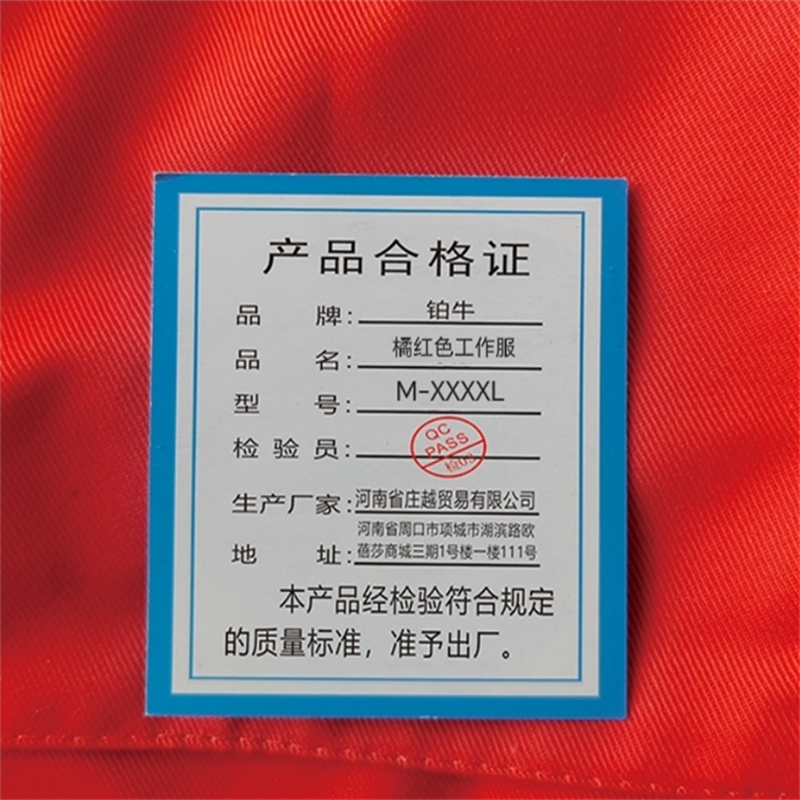 产品合格证
品牌：铂牛
品名：橘红色工作服
型号：M-XXXXL
检验员：
QC
PASS
检03
生产厂家：河南省庄越贸易有限公司
河南省周口市项城市湖滨路欧
地址：蓓莎商城三期1号楼一楼111号
本产品经检验符合规定
的质量标准，准予出厂。